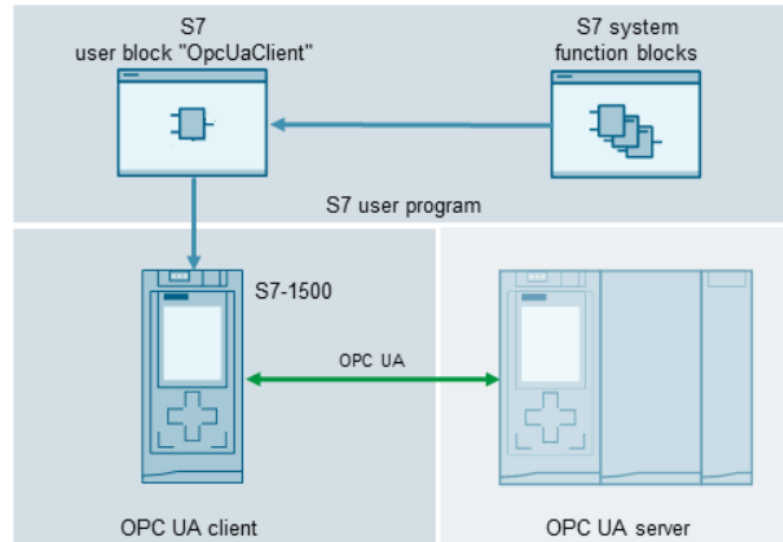 S7
user block "OpcUaClient"
S7 system
function blocks
S7 user program
S7-1500
OPC UA
OPC UA client
OPC UA server